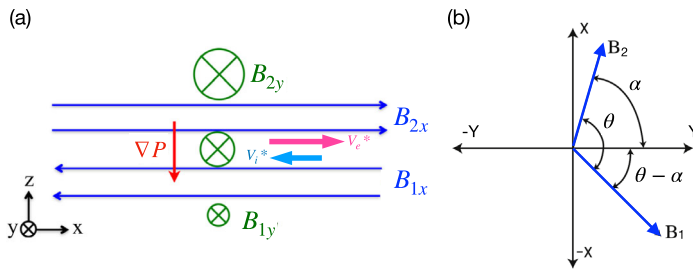 (a)
B₂y
B₂ₓ
∇P
Vₑ*
Vᵢ*
B₁ₓ
z
y
x
B₁y'
(b)
X
B₂
α
θ
-Y
Y
θ − α
B₁
-X